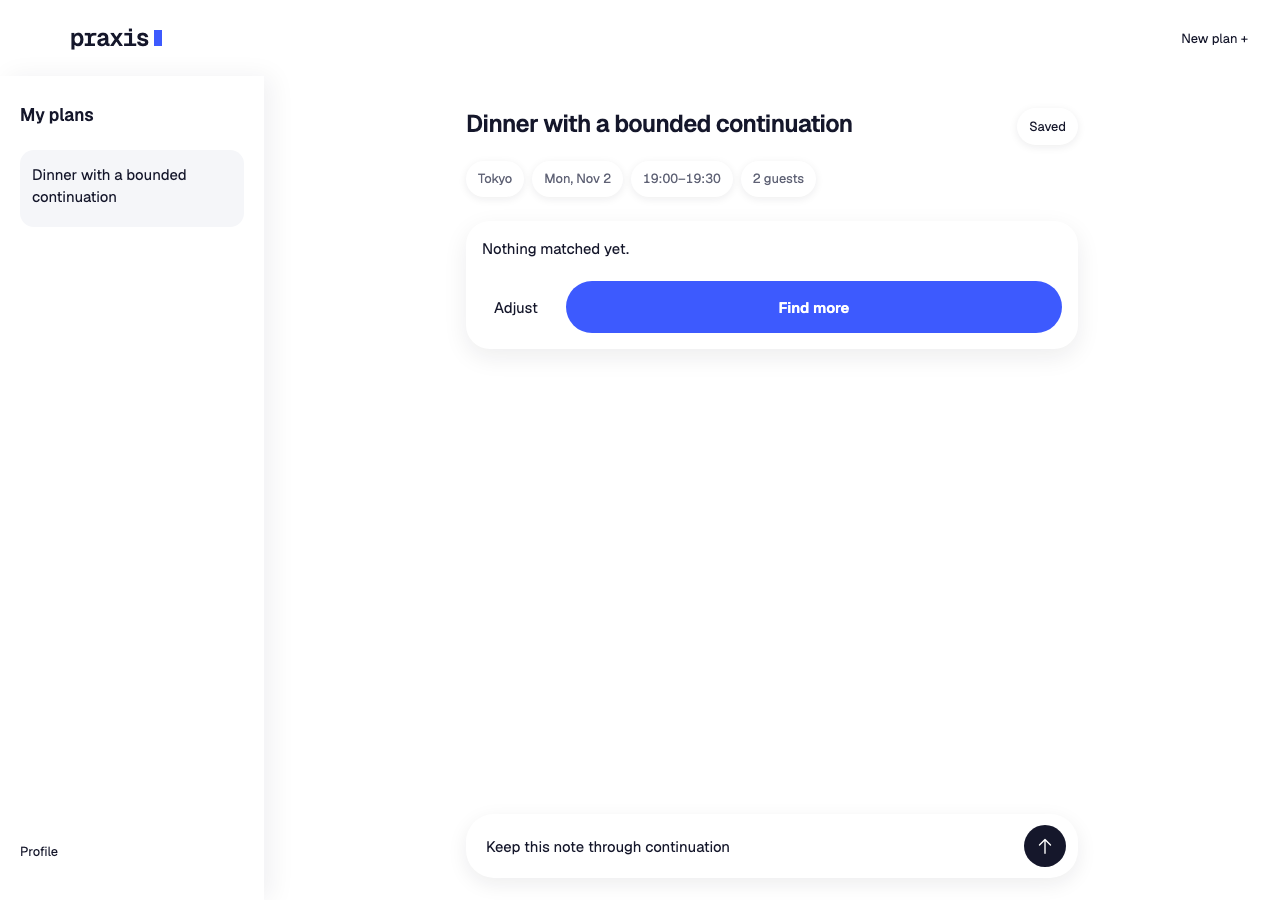 praxis
New plan +
My plans
Dinner with a bounded
continuation
Profile
Dinner with a bounded continuation
Saved
Tokyo
Mon, Nov 2
19:00–19:30
2 guests
Nothing matched yet.
Adjust
Find more
Keep this note through continuation